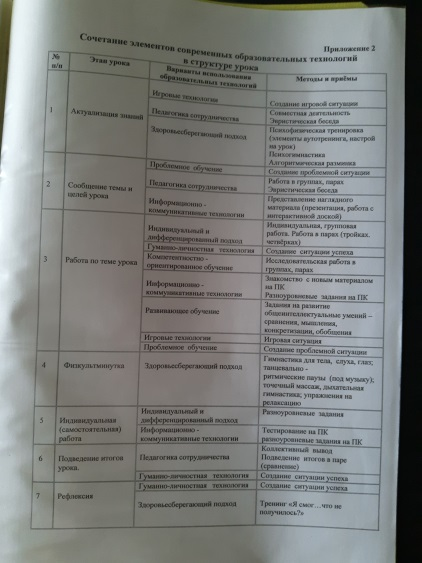 Приложение 2
Сочетание элементов современных образовательных технологий
в структуре урока
№ п/п
Этап урока
Варианты использования образовательных технологий
Методы и приёмы
1
Актуализация знаний
Игровые технологии
Создание игровой ситуации
Педагогика сотрудничества
Совместная деятельность
Эвристическая беседа
Здоровьесберегающий подход
Психофизическая тренировка
(элементы аутотренинга, настрой
на урок)
Психогимнастика
Алгоритмическая разминка
2
Сообщение темы и
целей урока
Проблемное обучение
Создание проблемной ситуации
Педагогика сотрудничества
Работа в группах, парах
Эвристическая беседа
Информационно -
коммуникативные технологии
Представление наглядного
материала (презентация, работа с
интерактивной доской)
3
Работа по теме урока
Индивидуальный и
дифференцированный подход
Индивидуальная, групповая
работа. Работа в парах (тройках.
четвёрках)
Гуманно-личностная технология
Создание ситуации успеха
Компетентностно -
ориентированное обучение
Исследовательская работа в
группах, парах
Информационно -
коммуникативные технологии
Знакомство с новым материалом
на ПК
Разноуровневые задания на ПК
Развивающее обучение
Задания на развитие
общеинтеллектуальных умений –
сравнения, мышления,
конкретизации, обобщения
Игровые технологии
Игровая ситуация
Проблемное обучение
Создание проблемной ситуации
4
Физкультминутка
Здоровьесберегающий подход
Гимнастика для тела, слуха, глаз;
танцевально -
ритмические паузы (под музыку);
точечный массаж, дыхательная
гимнастика; упражнения на
релаксацию
5
Индивидуальная
(самостоятельная)
работа
Индивидуальный и
дифференцированный подход
Разноуровневые задания
Информационно -
коммуникативные технологии
Тестирование на ПК
разноуровневые задания на ПК
6
Подведение итогов
урока.
Педагогика сотрудничества
Коллективный вывод
Подведение итогов в паре
(сравнение)
Гуманно-личностная технология
Создание ситуации успеха
7
Рефлексия
Гуманно-личностная технология
Создание ситуации успеха
Здоровьесберегающий подход
Тренинг «Я смог…что не
получилось?»